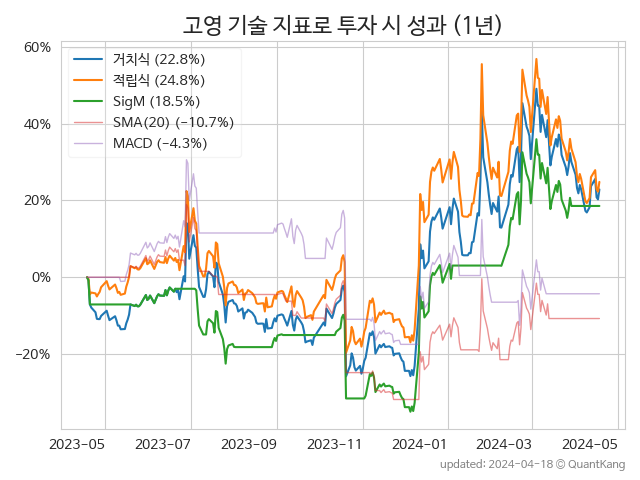 고영 기술 지표로 투자 시 성과 (1년)
60%
40%
20%
0%
−20%
거치식 (22.8%)
적립식 (24.8%)
SigM (18.5%)
SMA(20) (−10.7%)
MACD (−4.3%)
2023-05 2023-07 2023-09 2023-11 2024-01 2024-03 2024-05
updated: 2024-04-18 @ QuantKang